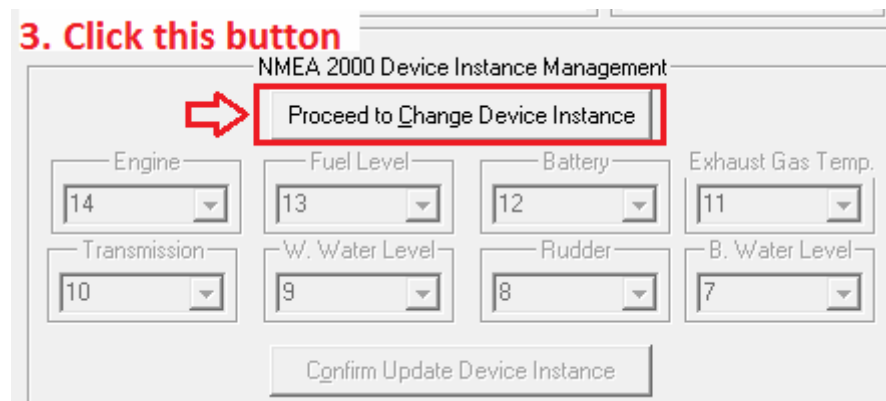 3. Click this button
NMEA 2000 Device Instance Management
Proceed to Change Device Instance
Engine Fuel Level Battery Exhaust Gas Temp.
14 13 12 11
Transmission W. Water Level Rudder B. Water Level
10 9 8 7
Confirm Update Device Instance